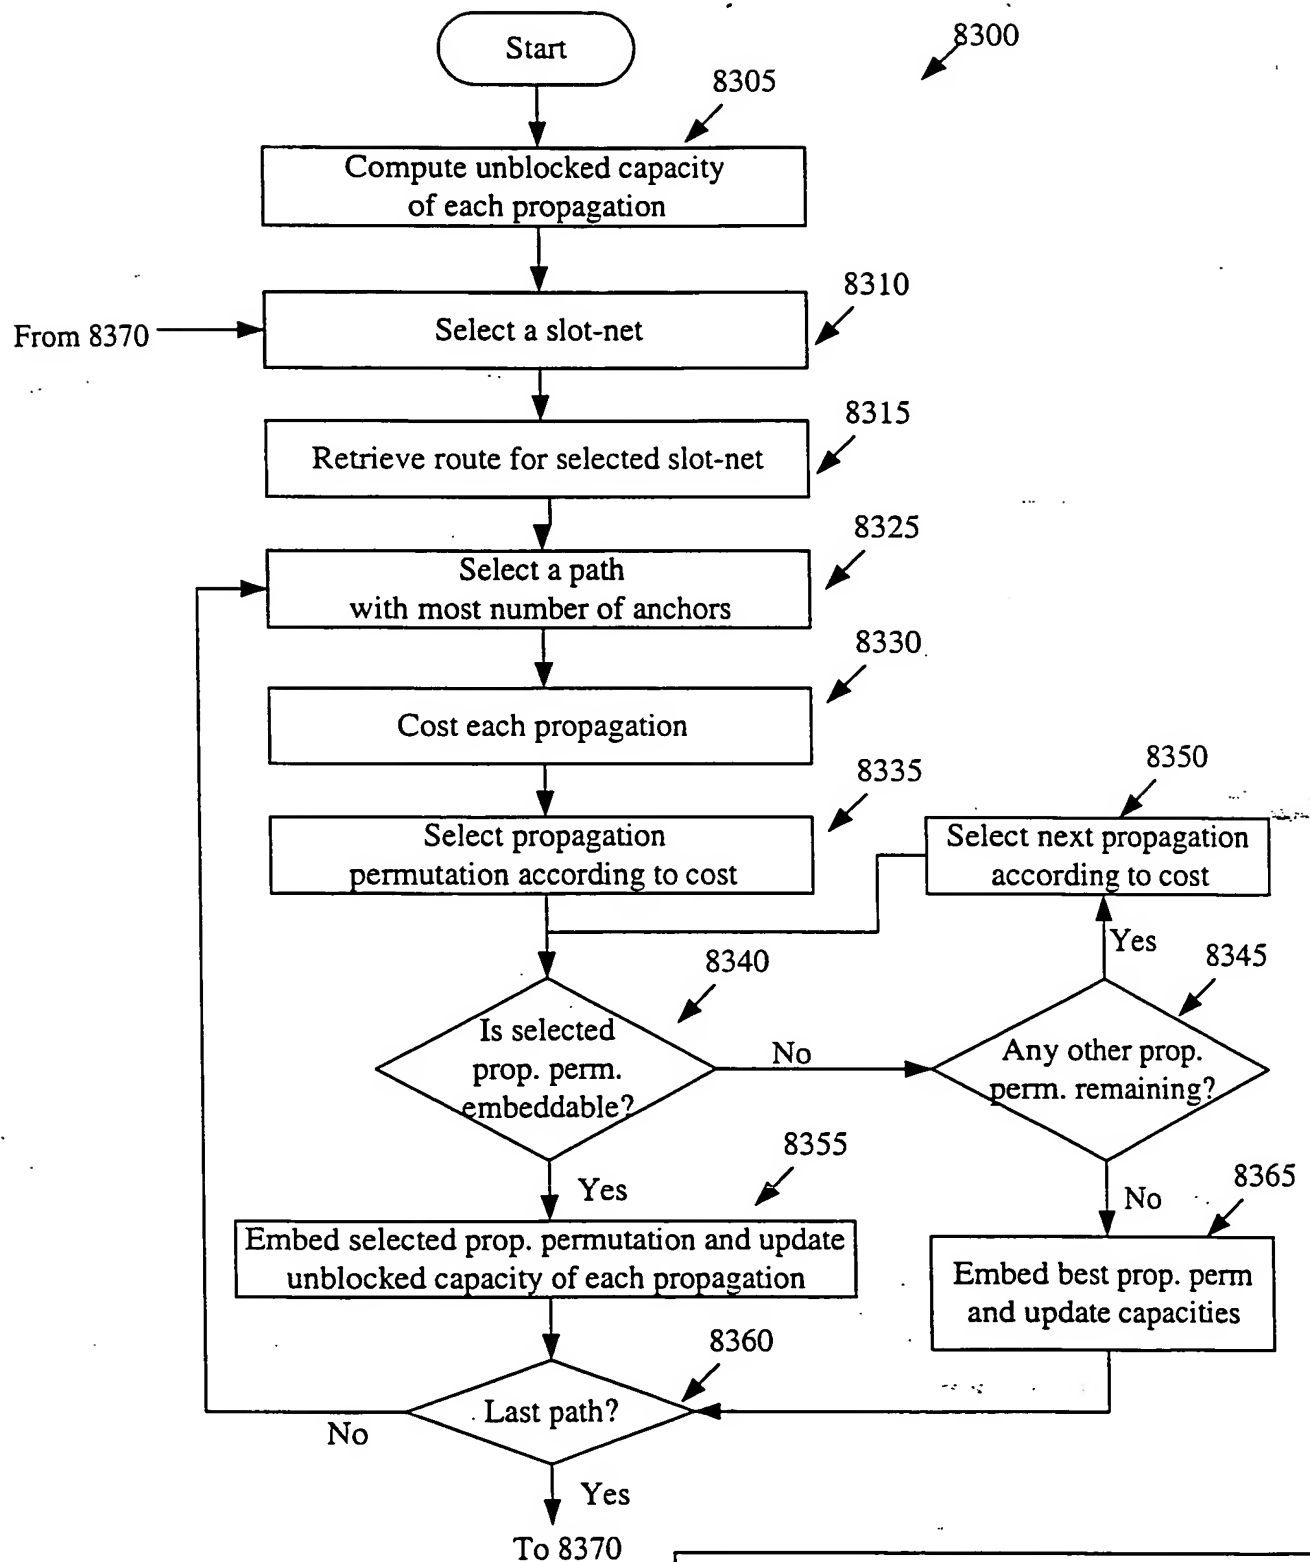 Start
8300
8305
Compute unblocked capacity
of each propagation
8310
From 8370
Select a slot-net
8315
Retrieve route for selected slot-net
8325
Select a path
with most number of anchors
8330
Cost each propagation
8335
8350
Select propagation
permutation according to cost
Select next propagation
according to cost
Yes
8340
8345
Is selected
prop. perm.
embeddable?
No
Any other prop.
perm. remaining?
8355
Yes
No
8365
Embed selected prop. permutation and update
unblocked capacity of each propagation
Embed best prop. perm
and update capacities
8360
Last path?
No
Yes
To 8370